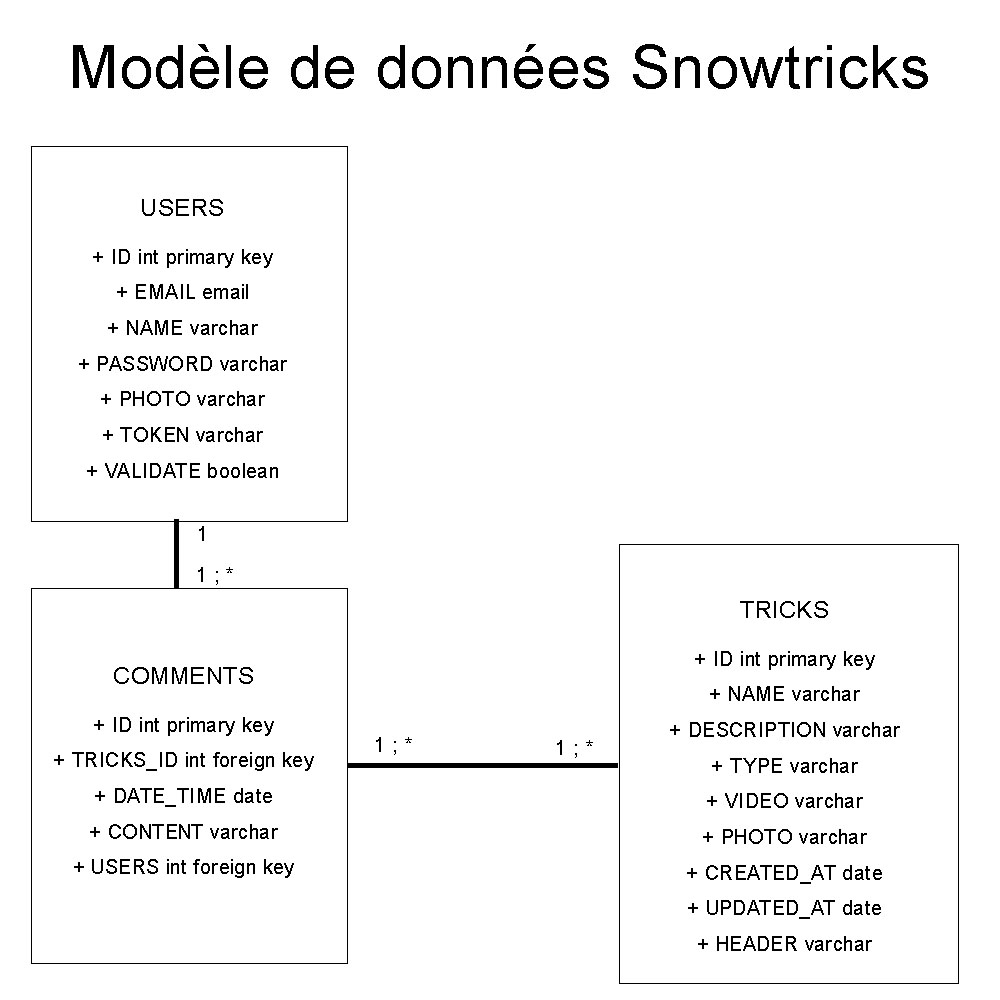 Modèle de données Snowtricks
USERS
+ ID int primary key
+ EMAIL email
+ NAME varchar
+ PASSWORD varchar
+ PHOTO varchar
+ TOKEN varchar
+ VALIDATE boolean
1
1 ; *
COMMENTS
+ ID int primary key
+ TRICKS_ID int foreign key
+ DATE_TIME date
+ CONTENT varchar
+ USERS int foreign key
1 ; *
1 ; *
TRICKS
+ ID int primary key
+ NAME varchar
+ DESCRIPTION varchar
+ TYPE varchar
+ VIDEO varchar
+ PHOTO varchar
+ CREATED_AT date
+ UPDATED_AT date
+ HEADER varchar